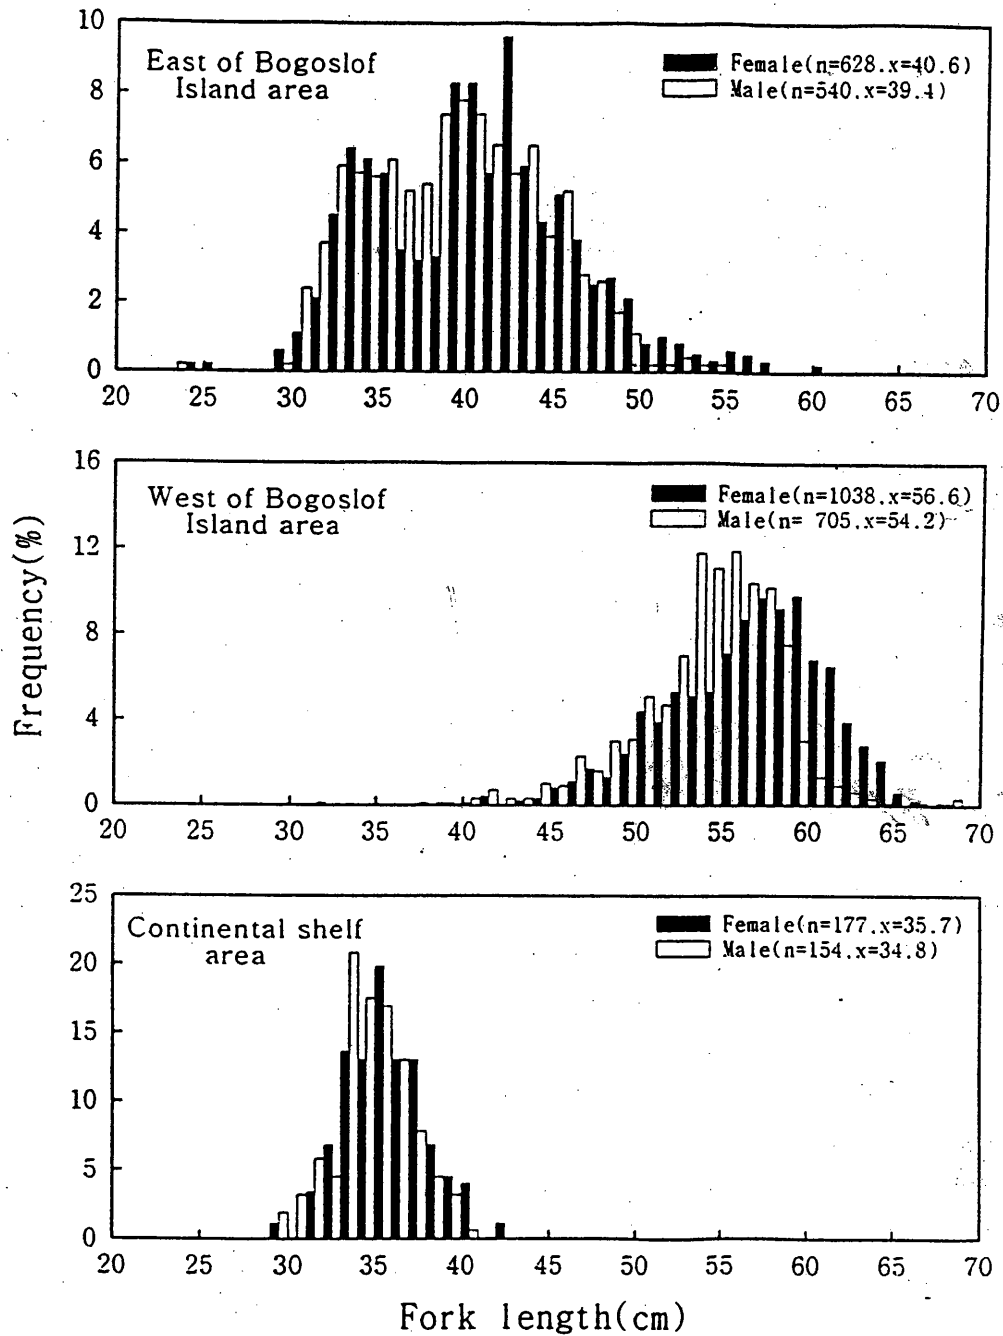 10
8
6
4
2
0
East of Bogoslof
Island area
Female(n=628.x=40.6)
Male(n=540.x=39.4)
20 25 30 35 40 45 50 55 60 65 70
16
12
8
4
0
West of Bogoslof
Island area
Female(n=1038.x=56.6)
Male(n= 705.x=54.2)
20 25 30 35 40 45 50 55 60 65 70
Frequency(%)
25
20
15
10
5
0
Continental shelf
area
Female(n=177.x=35.7)
Male(n=154.x=34.8)
20 25 30 35 40 45 50 55 60 65 70
Fork length(cm)